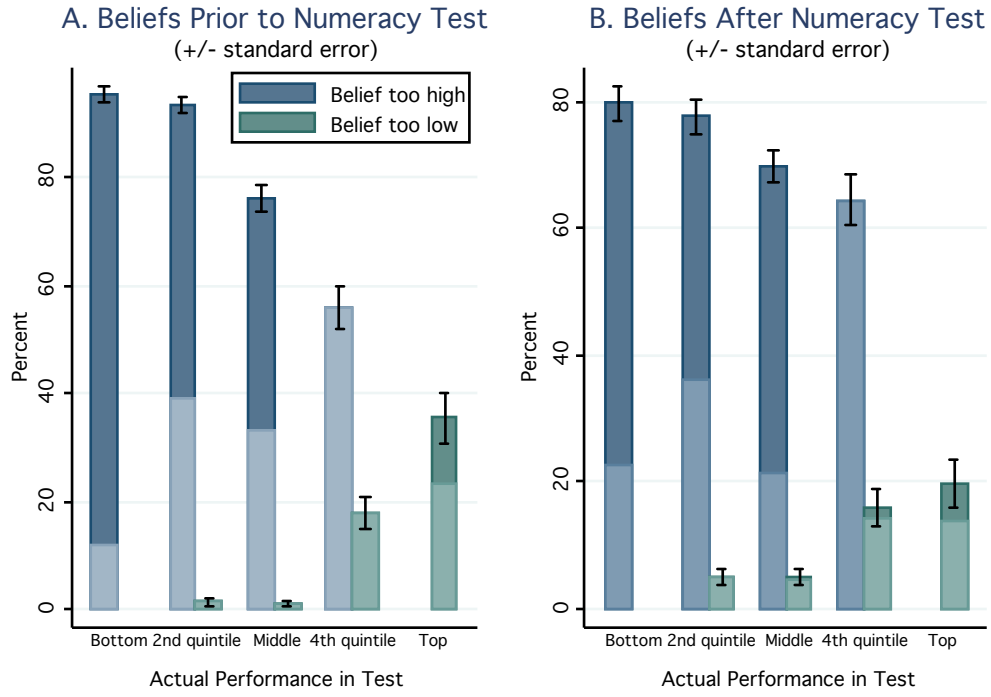 A. Beliefs Prior to Numeracy Test
(+/- standard error)
Belief too high
Belief too low
Percent
80
60
40
20
0
Bottom 2nd quintile Middle 4th quintile Top
Actual Performance in Test
B. Beliefs After Numeracy Test
(+/- standard error)
Percent
80
60
40
20
0
Bottom 2nd quintile Middle 4th quintile Top
Actual Performance in Test